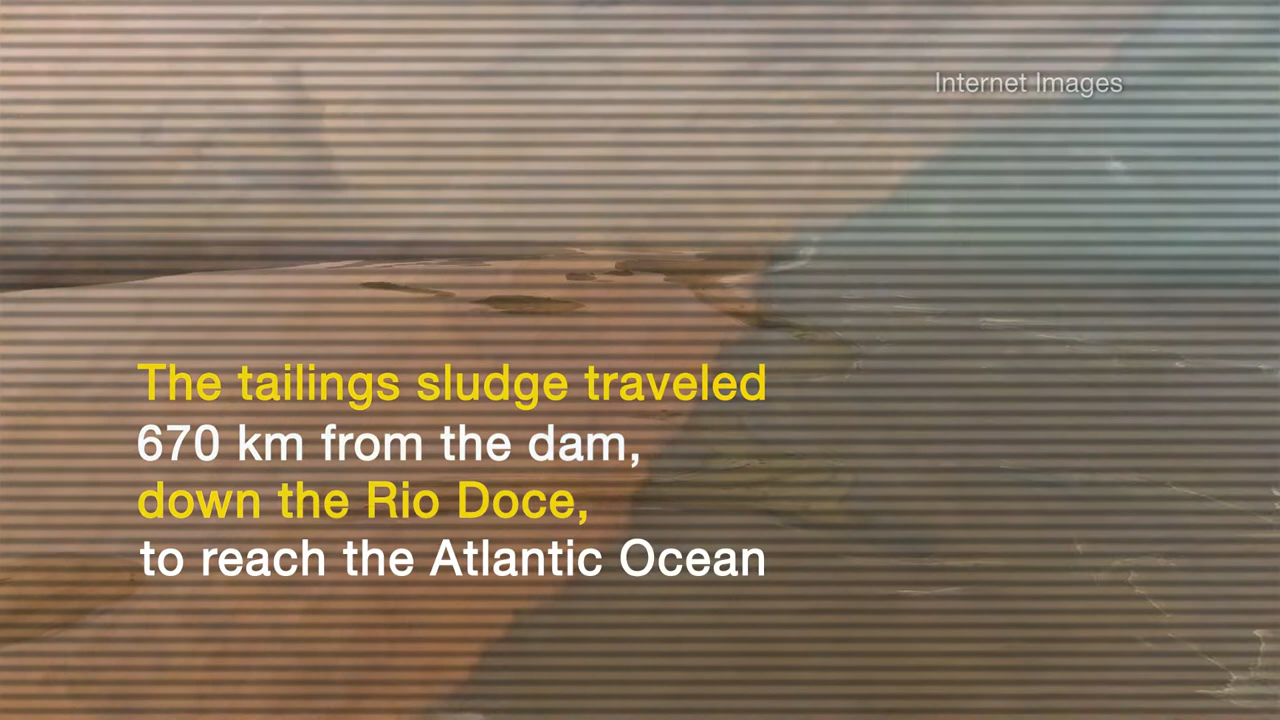 Internet Images
The tailings sludge traveled
670 km from the dam,
down the Rio Doce,
to reach the Atlantic Ocean